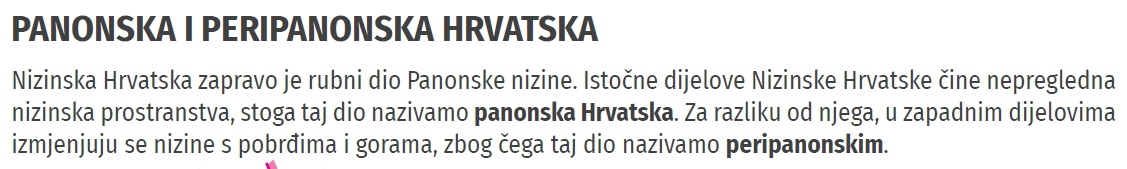 PANONSKA I PERIPANONSKA HRVATSKA
Nizinska Hrvatska zapravo je rubni dio Panonske nizine. Istočne dijelove Nizinske Hrvatske čine nepregledna
nizinska prostranstva, stoga taj dio nazivamo panonska Hrvatska. Za razliku od njega, u zapadnim dijelovima
izmjenjuju se nizine s pobrđima i gorama, zbog čega taj dio nazivamo peripanonskim.